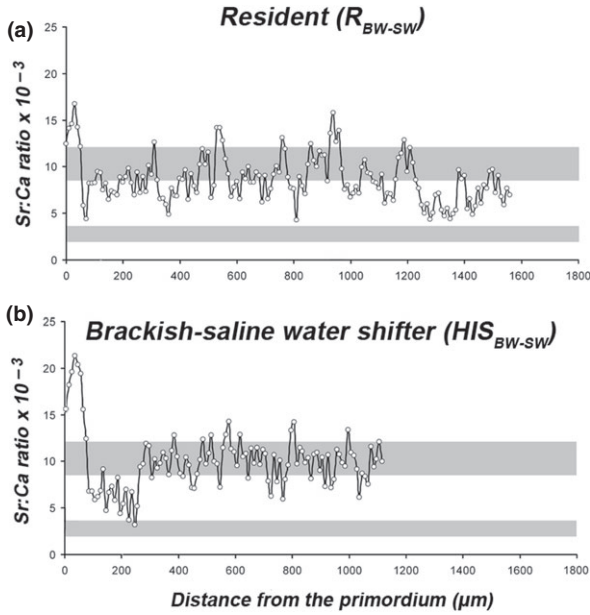 (a)
Resident (R_BW-SW)
Sr:Ca ratio x 10⁻³
25
20
15
10
5
0
0 200 400 600 800 1000 1200 1400 1600 1800
(b)
Brackish-saline water shifter (HIS_BW-SW)
Sr:Ca ratio x 10⁻³
25
20
15
10
5
0
0 200 400 600 800 1000 1200 1400 1600 1800
Distance from the primordium (μm)